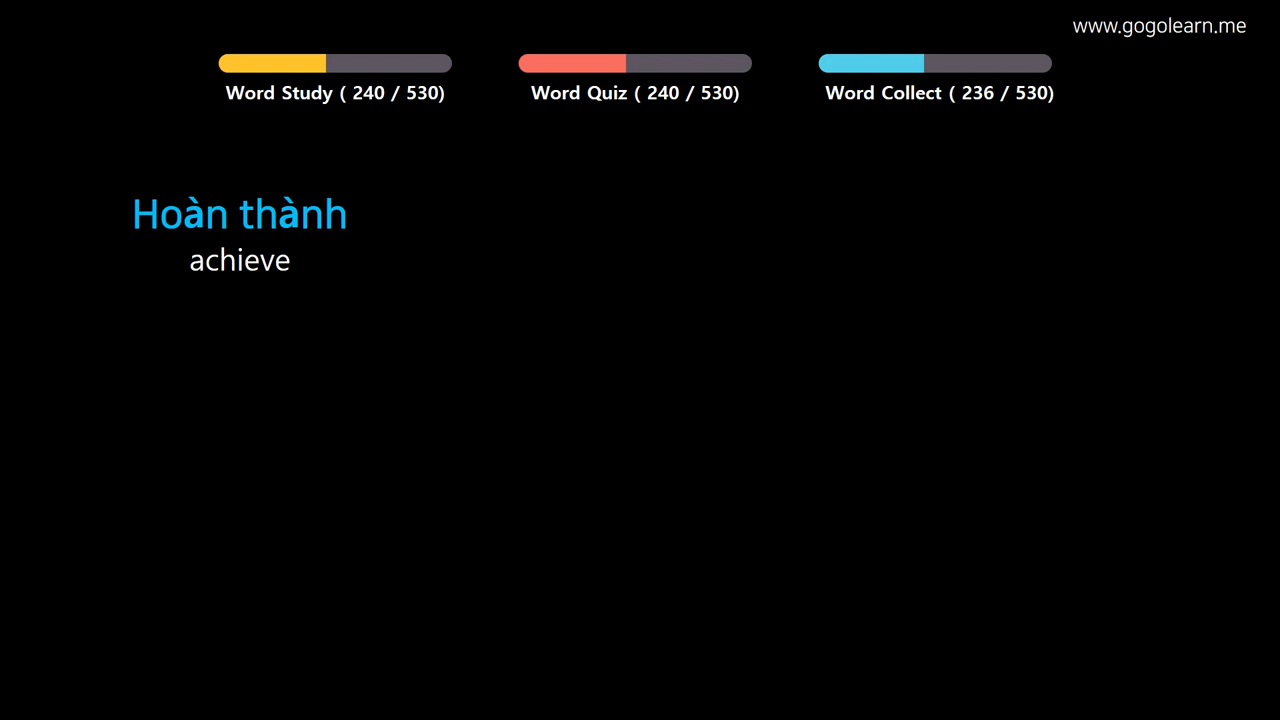 www.gogolearn.me
Word Study ( 240 / 530)
Word Quiz ( 240 / 530)
Word Collect ( 236 / 530)
Hoàn thành
achieve